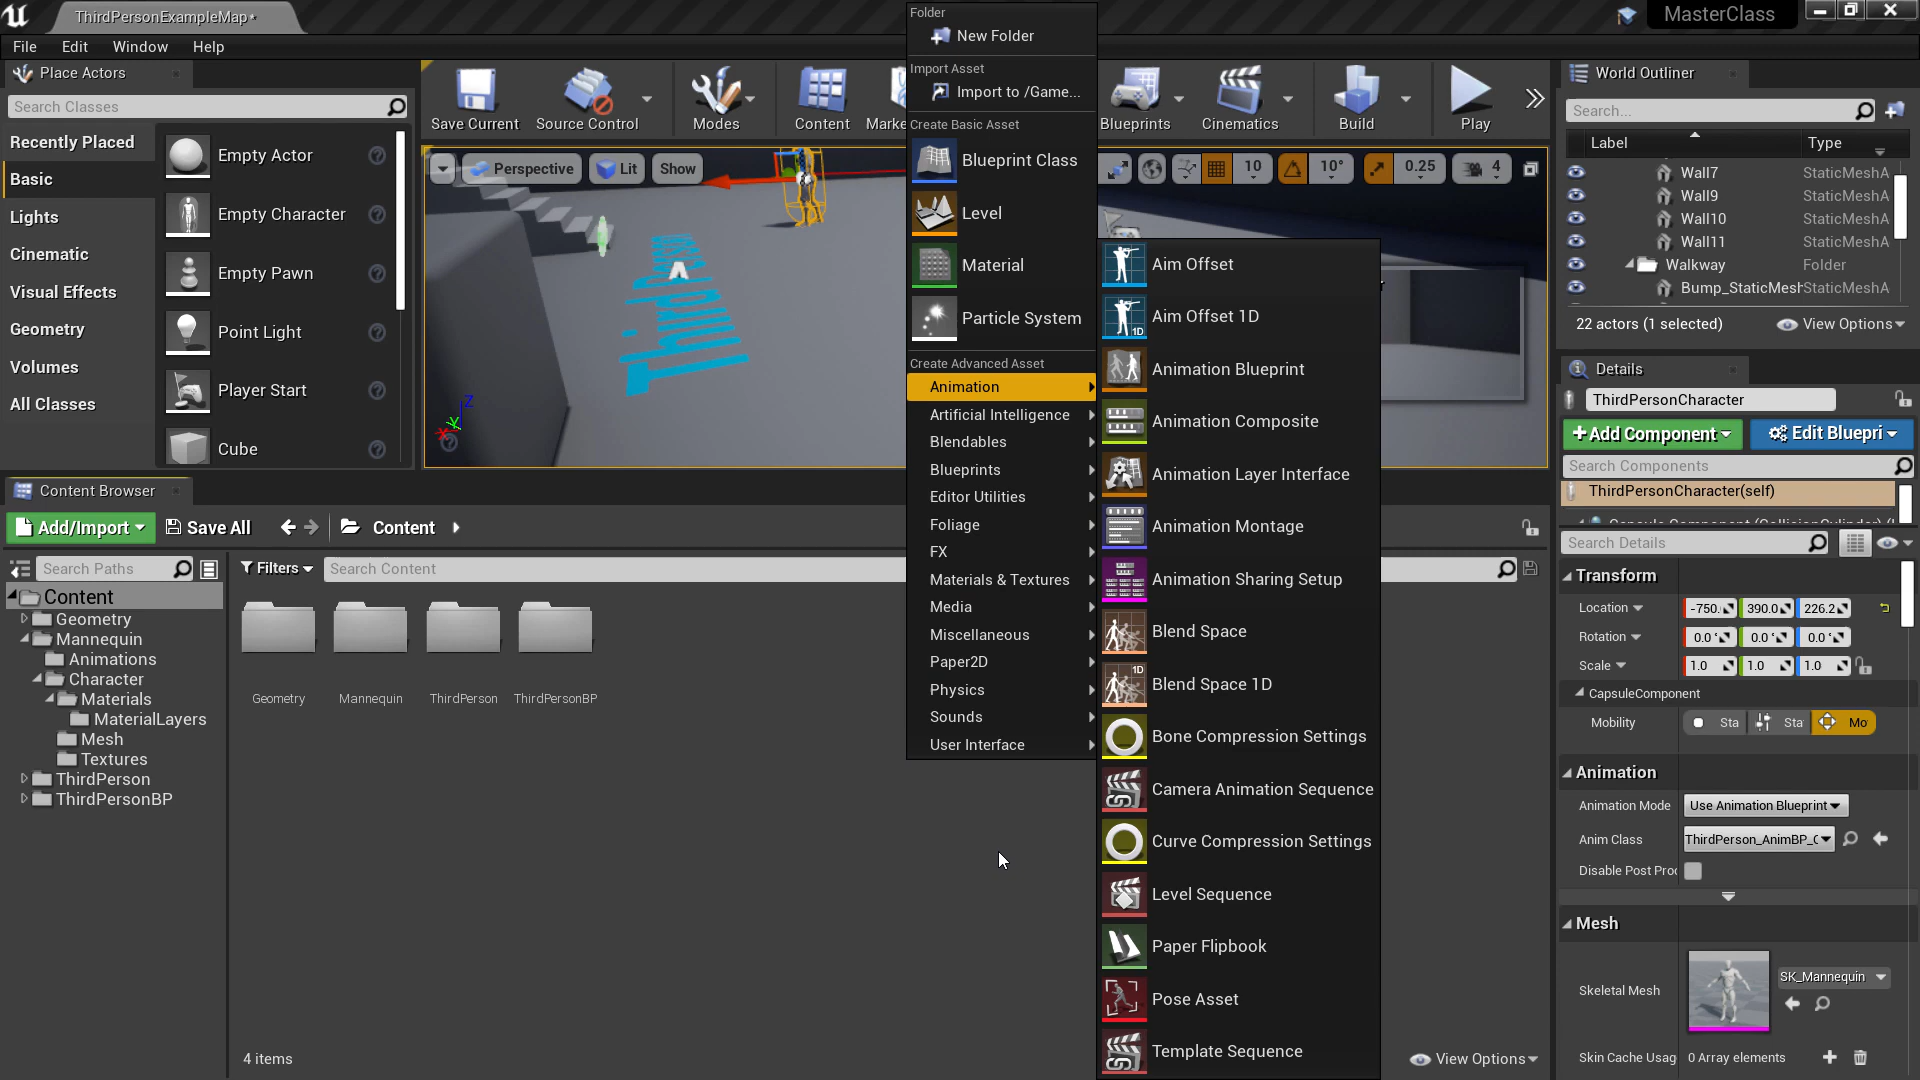 ThirdPersonExampleMap*
MasterClass
File Edit Window Help
Place Actors
Search Classes
Recently Placed
Basic
Lights
Cinematic
Visual Effects
Geometry
Volumes
All Classes
Empty Actor
Empty Character
Empty Pawn
Point Light
Player Start
Cube
Save Current
Source Control
Modes
Content
Blueprints
Cinematics
Build
Play
Perspective
Lit
Show
10
10°
0.25
4
Z
Y
X
Folder
New Folder
Import Asset
Import to /Game...
Create Basic Asset
Blueprint Class
Level
Material
Particle System
Create Advanced Asset
Animation
Artificial Intelligence
Blendables
Blueprints
Editor Utilities
Foliage
FX
Materials & Textures
Media
Miscellaneous
Paper2D
Physics
Sounds
User Interface
Aim Offset
1D
Aim Offset 1D
Animation Blueprint
Animation Composite
Animation Layer Interface
Animation Montage
Animation Sharing Setup
Blend Space
1D
Blend Space 1D
Bone Compression Settings
Camera Animation Sequence
Curve Compression Settings
Level Sequence
Paper Flipbook
Pose Asset
Template Sequence
World Outliner
Search...
Label Type
Wall7 StaticMeshA
Wall9 StaticMeshA
Wall10 StaticMeshA
Wall11 StaticMeshA
Walkway Folder
Bump_StaticMesh StaticMeshA
22 actors (1 selected)
View Options
Details
ThirdPersonCharacter
+Add Component
Edit Bluepri
Search Components
ThirdPersonCharacter(self)
Search Details
Transform
Location -750. 390.0 226.2
Rotation 0.0 ° 0.0 ° 0.0 °
Scale 1.0 1.0 1.0
CapsuleComponent
Mobility Sta Sta Mo
Animation
Animation Mode Use Animation Blueprint
Anim Class ThirdPerson_AnimBP_C
Disable Post Proc
Mesh
Skeletal Mesh
SK_Mannequin
Skin Cache Usag 0 Array elements
Content Browser
Add/Import Save All Content
Search Paths
Filters
Search Content
Content
Geometry
Mannequin
Animations
Character
Materials
MaterialLayers
Mesh
Textures
ThirdPerson
ThirdPersonBP
Geometry
Mannequin
ThirdPerson
ThirdPersonBP
4 items
View Options